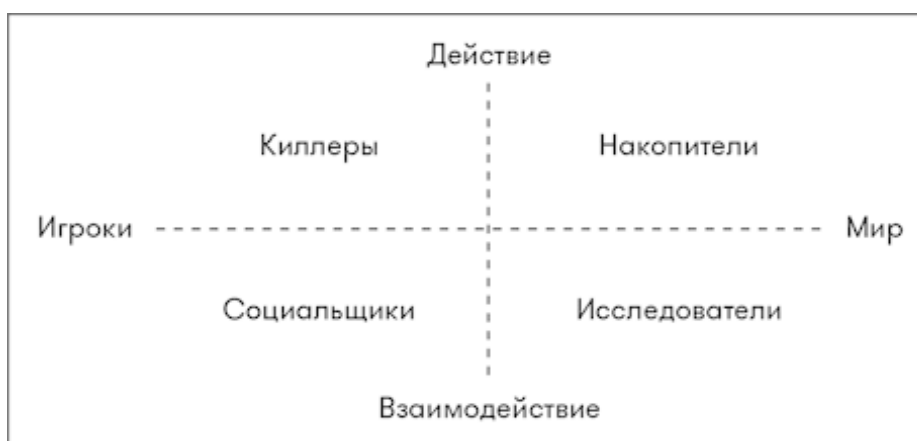 Действие
Киллеры Накопители
Игроки Мир
Социальщики Исследователи
Взаимодействие